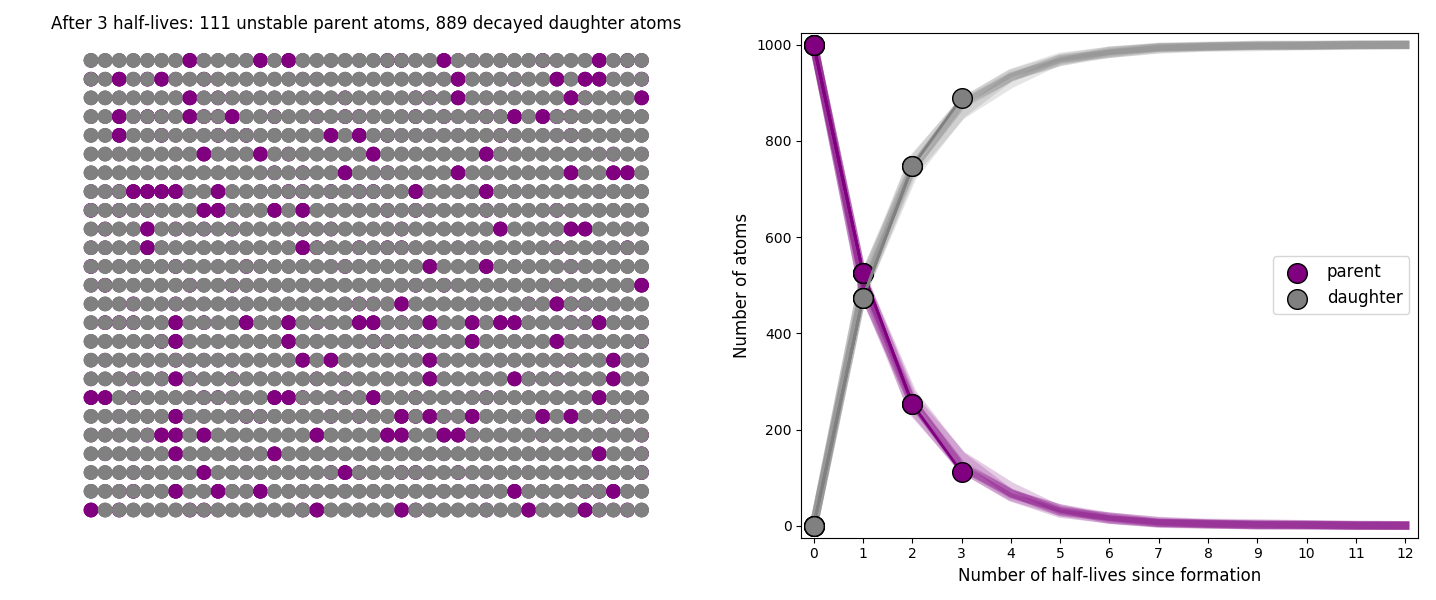 After 3 half-lives: 111 unstable parent atoms, 889 decayed daughter atoms
1000
800
600
400
200
0
Number of atoms
parent
daughter
0 1 2 3 4 5 6 7 8 9 10 11 12
Number of half-lives since formation